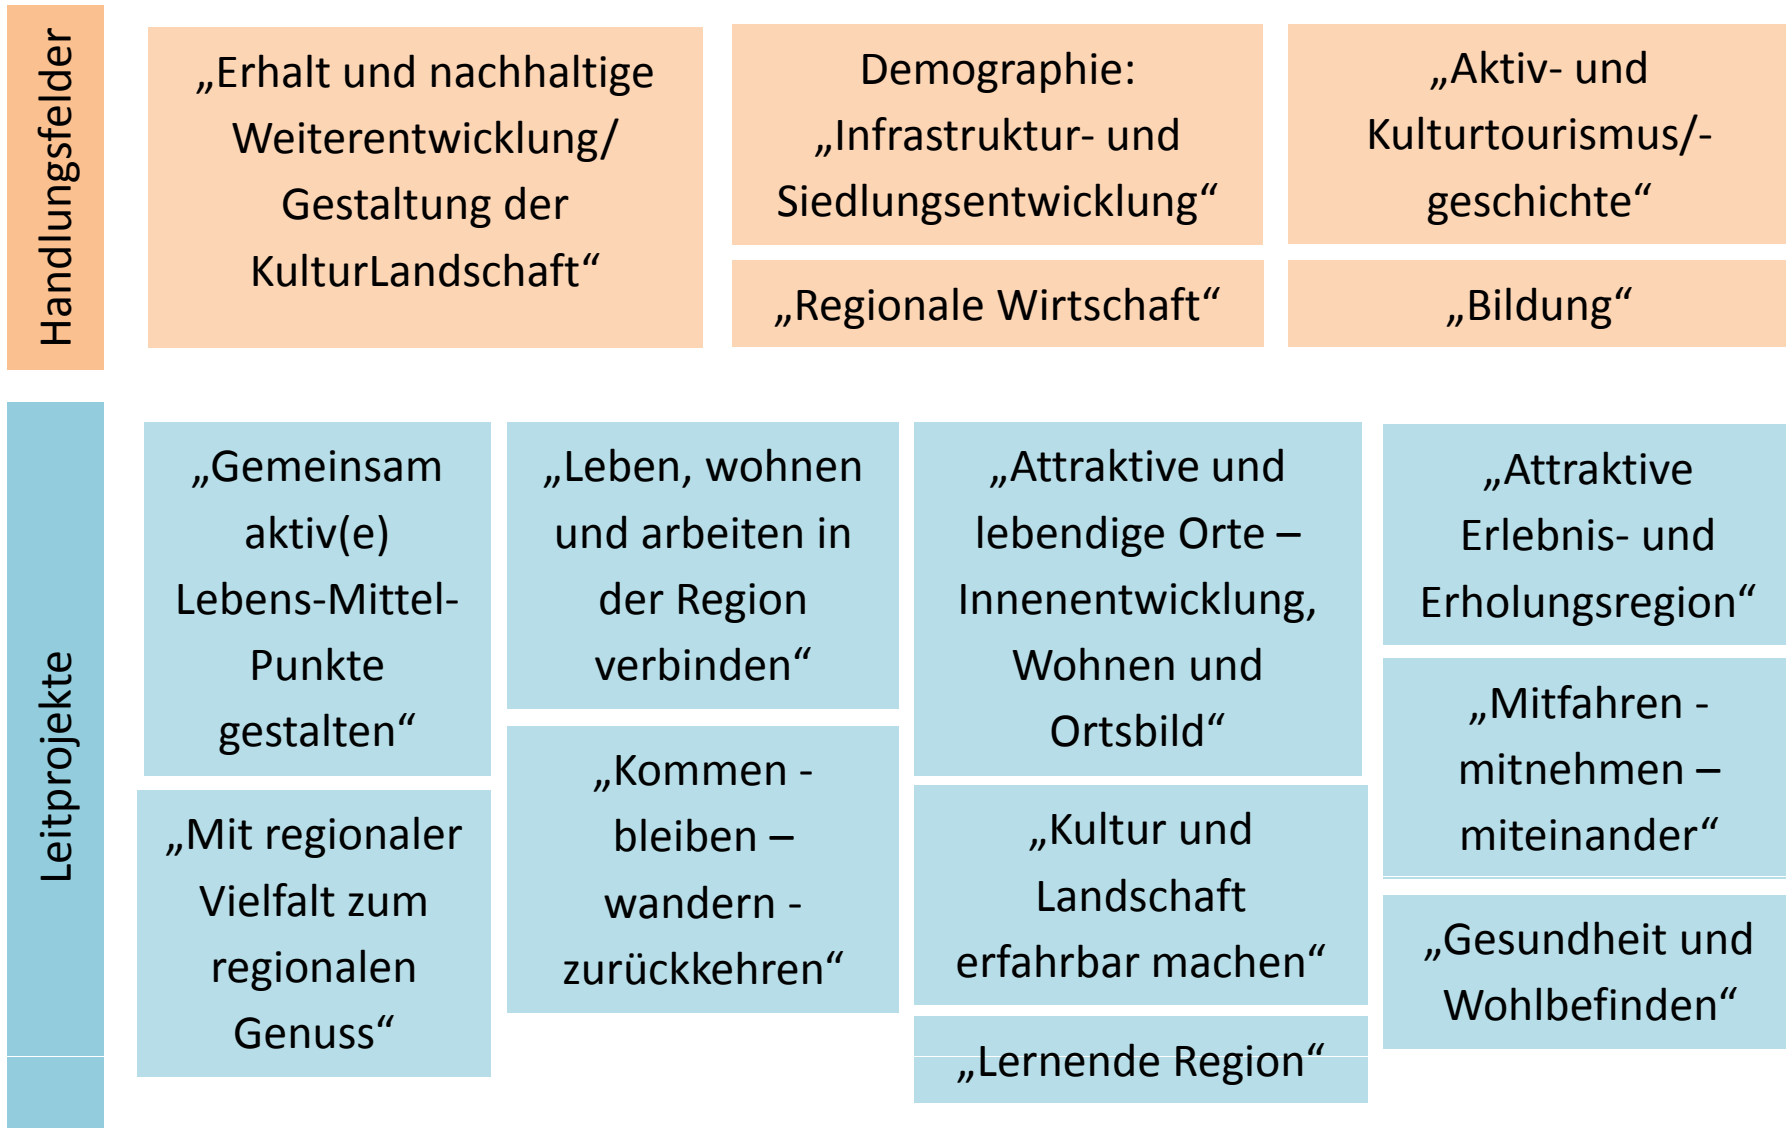 Handlungsfelder
„Erhalt und nachhaltige
Weiterentwicklung/
Gestaltung der
KulturLandschaft“
Demographie:
„Infrastruktur- und
Siedlungsentwicklung“
„Regionale Wirtschaft“
„Aktiv- und
Kulturtourismus/-
geschichte“
„Bildung“
Leitprojekte
„Gemeinsam
aktiv(e)
Lebens-Mittel-
Punkte
gestalten“
„Mit regionaler
Vielfalt zum
regionalen
Genuss“
„Leben, wohnen
und arbeiten in
der Region
verbinden“
„Kommen -
bleiben –
wandern -
zurückkehren“
„Attraktive und
lebendige Orte –
Innenentwicklung,
Wohnen und
Ortsbild“
„Kultur und
Landschaft
erfahrbar machen“
„Lernende Region“
„Attraktive
Erlebnis- und
Erholungsregion“
„Mitfahren -
mitnehmen –
miteinander“
„Gesundheit und
Wohlbefinden“